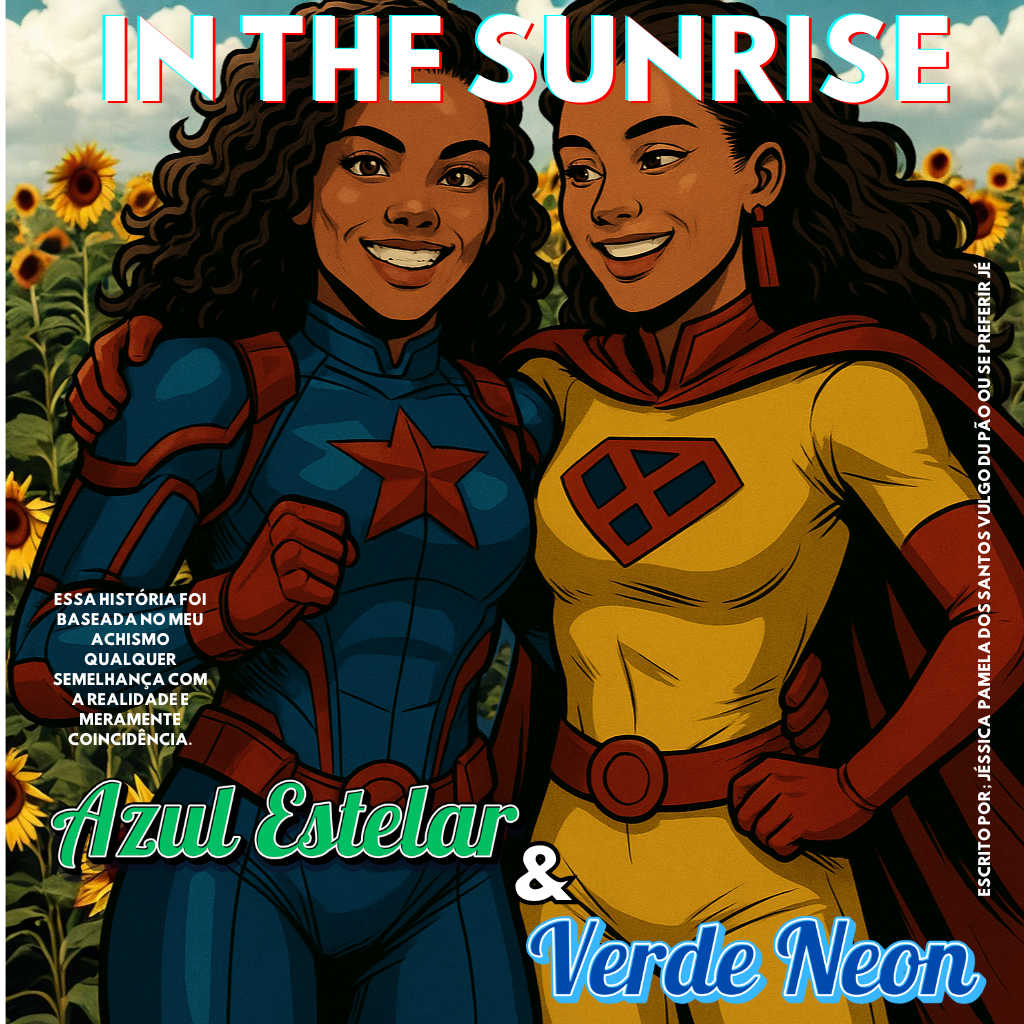 IN THE SUNRISE
ESCRITO POR; JÉSSICA PAMELA DOS SANTOS VULGO DU PÃO OU SE PREFERIR JÉ
ESSA HISTÓRIA FOI
BASEADA NO MEU
ACHISMO
QUALQUER
SEMELHANÇA COM
A REALIDADE E
MERAMENTE
COINCIDÊNCIA.
Azul Estelar
&
Verde Neon